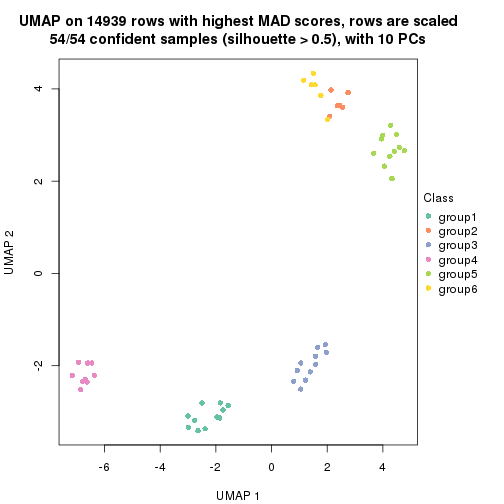 UMAP on 14939 rows with highest MAD scores, rows are scaled
54/54 confident samples (silhouette > 0.5), with 10 PCs
4
2
0
-2
UMAP 2
-6
-4
-2
0
2
4
UMAP 1
Class
group1
group2
group3
group4
group5
group6